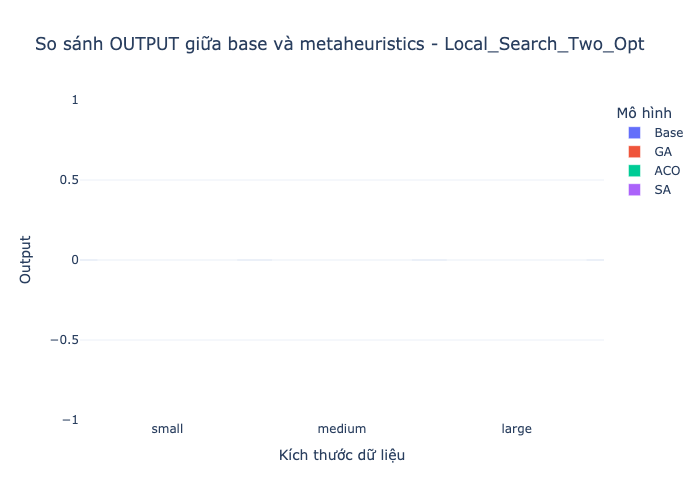 So sánh OUTPUT giữa base và metaheuristics - Local_Search_Two_Opt
1
0.5
0
−0.5
−1
Output
small
medium
large
Kích thước dữ liệu
Mô hình
Base
GA
ACO
SA